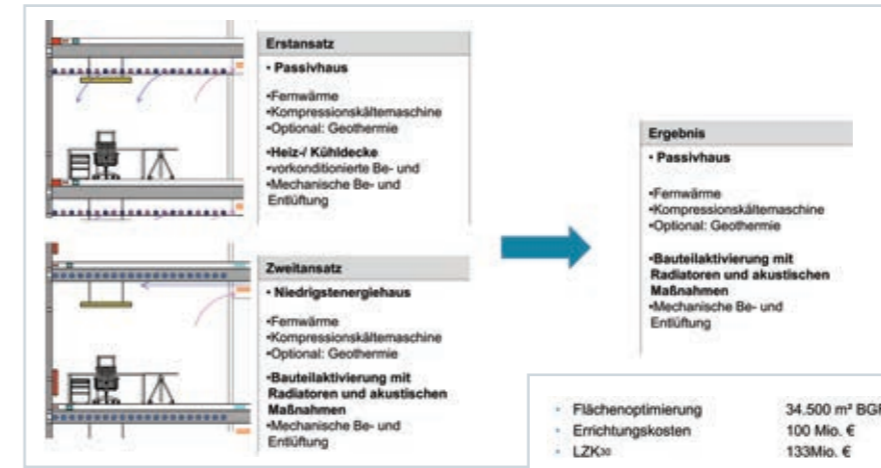 Erstansatz
• Passivhaus
•Fernwärme
•Kompressionskältemaschine
•Optional: Geothermie
•Heiz-/ Kühldecke
•vorkonditionierte Be- und
•Mechanische Be- und
Entlüftung
Zweitansatz
• Niedrigstenergiehaus
•Fernwärme
•Kompressionskältemaschine
•Optional: Geothermie
•Bauteilaktivierung mit
Radiatoren und akustischen
Maßnahmen
•Mechanische Be- und
Entlüftung
Ergebnis
• Passivhaus
•Fernwärme
•Kompressionskältemaschine
•Optional: Geothermie
•Bauteilaktivierung mit
Radiatoren und akustischen
Maßnahmen
•Mechanische Be- und
Entlüftung
• Flächenoptimierung 34.500 m² BGF
• Errichtungskosten 100 Mio. €
• LZK30 133Mio. €